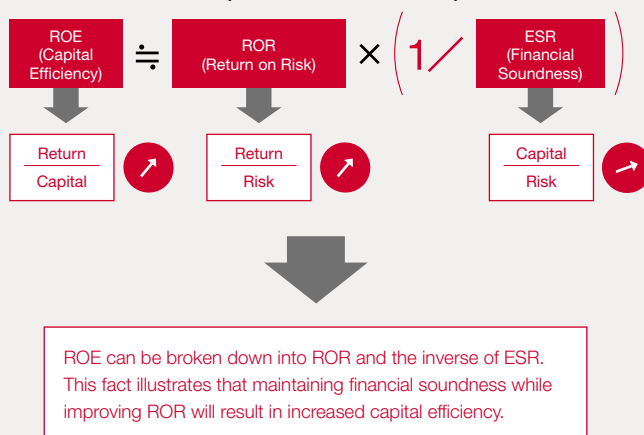 ROE
(Capital
Efficiency)
≒
ROR
(Return on Risk)
×
(1／
ESR
(Financial
Soundness)
)
Return
Capital
Return
Risk
Capital
Risk
ROE can be broken down into ROR and the inverse of ESR.
This fact illustrates that maintaining financial soundness while
improving ROR will result in increased capital efficiency.